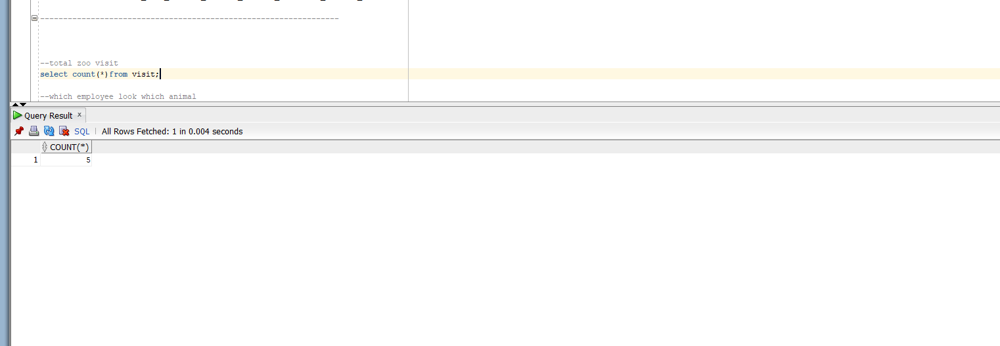 -----------------------------------------------------------------
--total zoo visit
select count(*)from visit;
--which employee look which animal
Query Result x
SQL | All Rows Fetched: 1 in 0.004 seconds
COUNT(*)
1 5